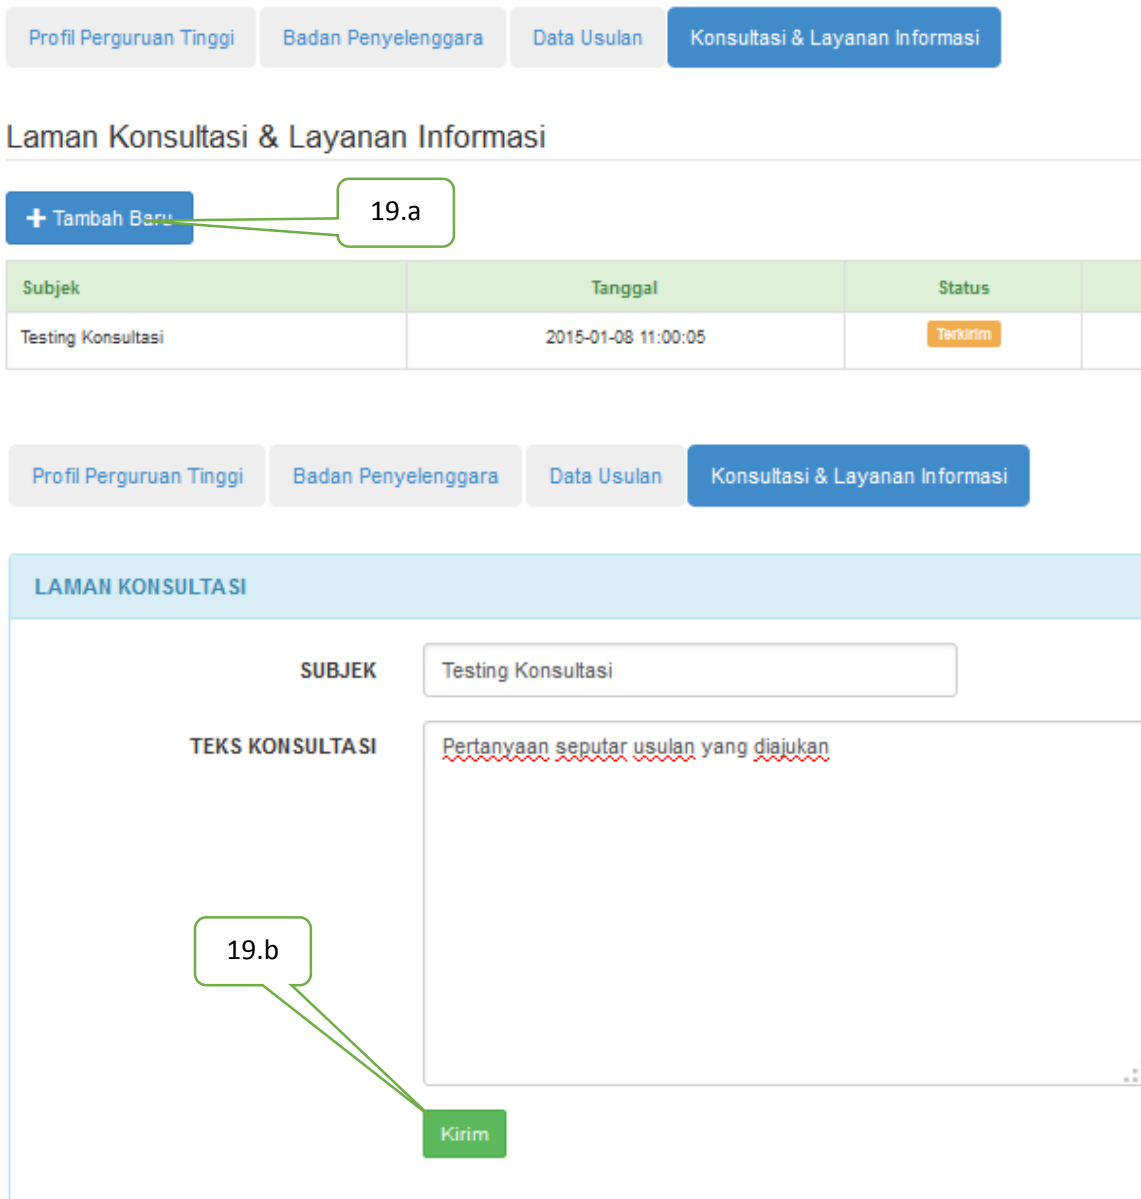 Profil Perguruan Tinggi Badan Penyelenggara Data Usulan Konsultasi & Layanan Informasi
Laman Konsultasi & Layanan Informasi
+ Tambah Baru 19.a
Subjek Tanggal Status
Testing Konsultasi 2015-01-08 11:00:05 Terkirim
Profil Perguruan Tinggi Badan Penyelenggara Data Usulan Konsultasi & Layanan Informasi
LAMAN KONSULTASI
SUBJEK Testing Konsultasi
TEKS KONSULTASI Pertanyaan seputar usulan yang diajukan
19.b
Kirim